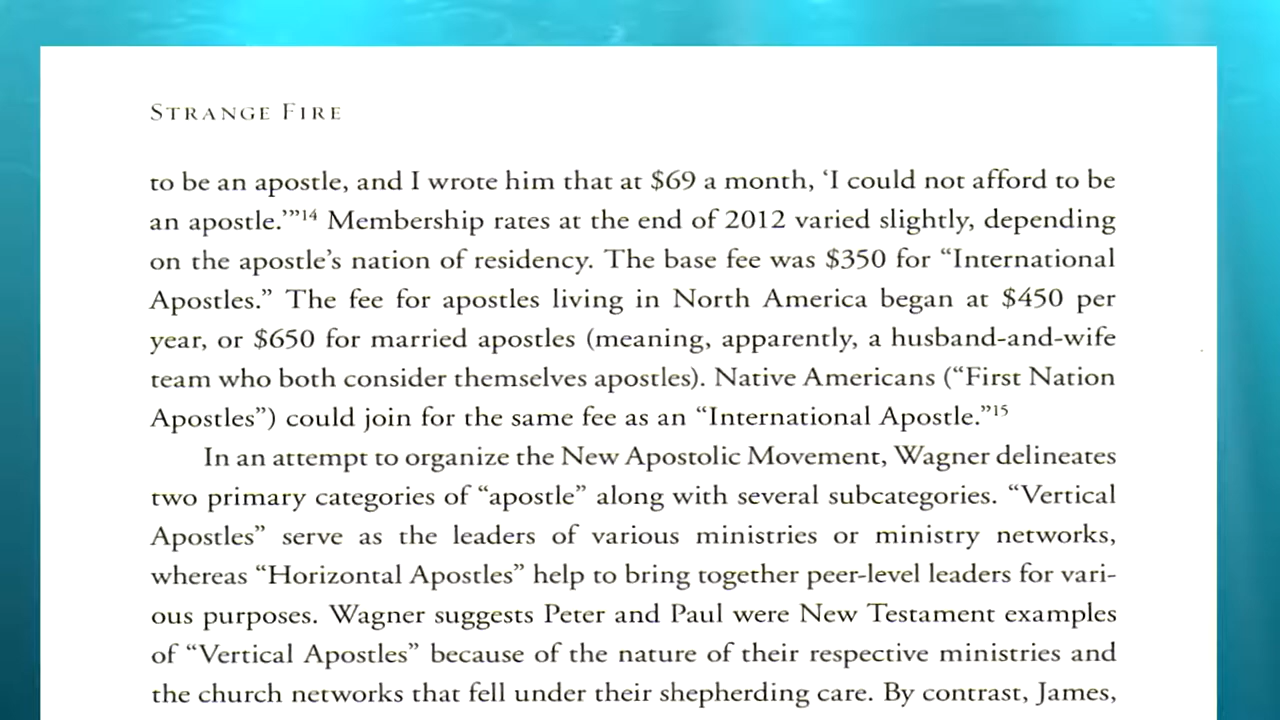 STRANGE FIRE
to be an apostle, and I wrote him that at $69 a month, ‘I could not afford to be
an apostle.’”14 Membership rates at the end of 2012 varied slightly, depending
on the apostle’s nation of residency. The base fee was $350 for “International
Apostles.” The fee for apostles living in North America began at $450 per
year, or $650 for married apostles (meaning, apparently, a husband-and-wife
team who both consider themselves apostles). Native Americans (“First Nation
Apostles”) could join for the same fee as an “International Apostle.”15
In an attempt to organize the New Apostolic Movement, Wagner delineates
two primary categories of “apostle” along with several subcategories. “Vertical
Apostles” serve as the leaders of various ministries or ministry networks,
whereas “Horizontal Apostles” help to bring together peer-level leaders for vari-
ous purposes. Wagner suggests Peter and Paul were New Testament examples
of “Vertical Apostles” because of the nature of their respective ministries and
the church networks that fell under their shepherding care. By contrast, James,